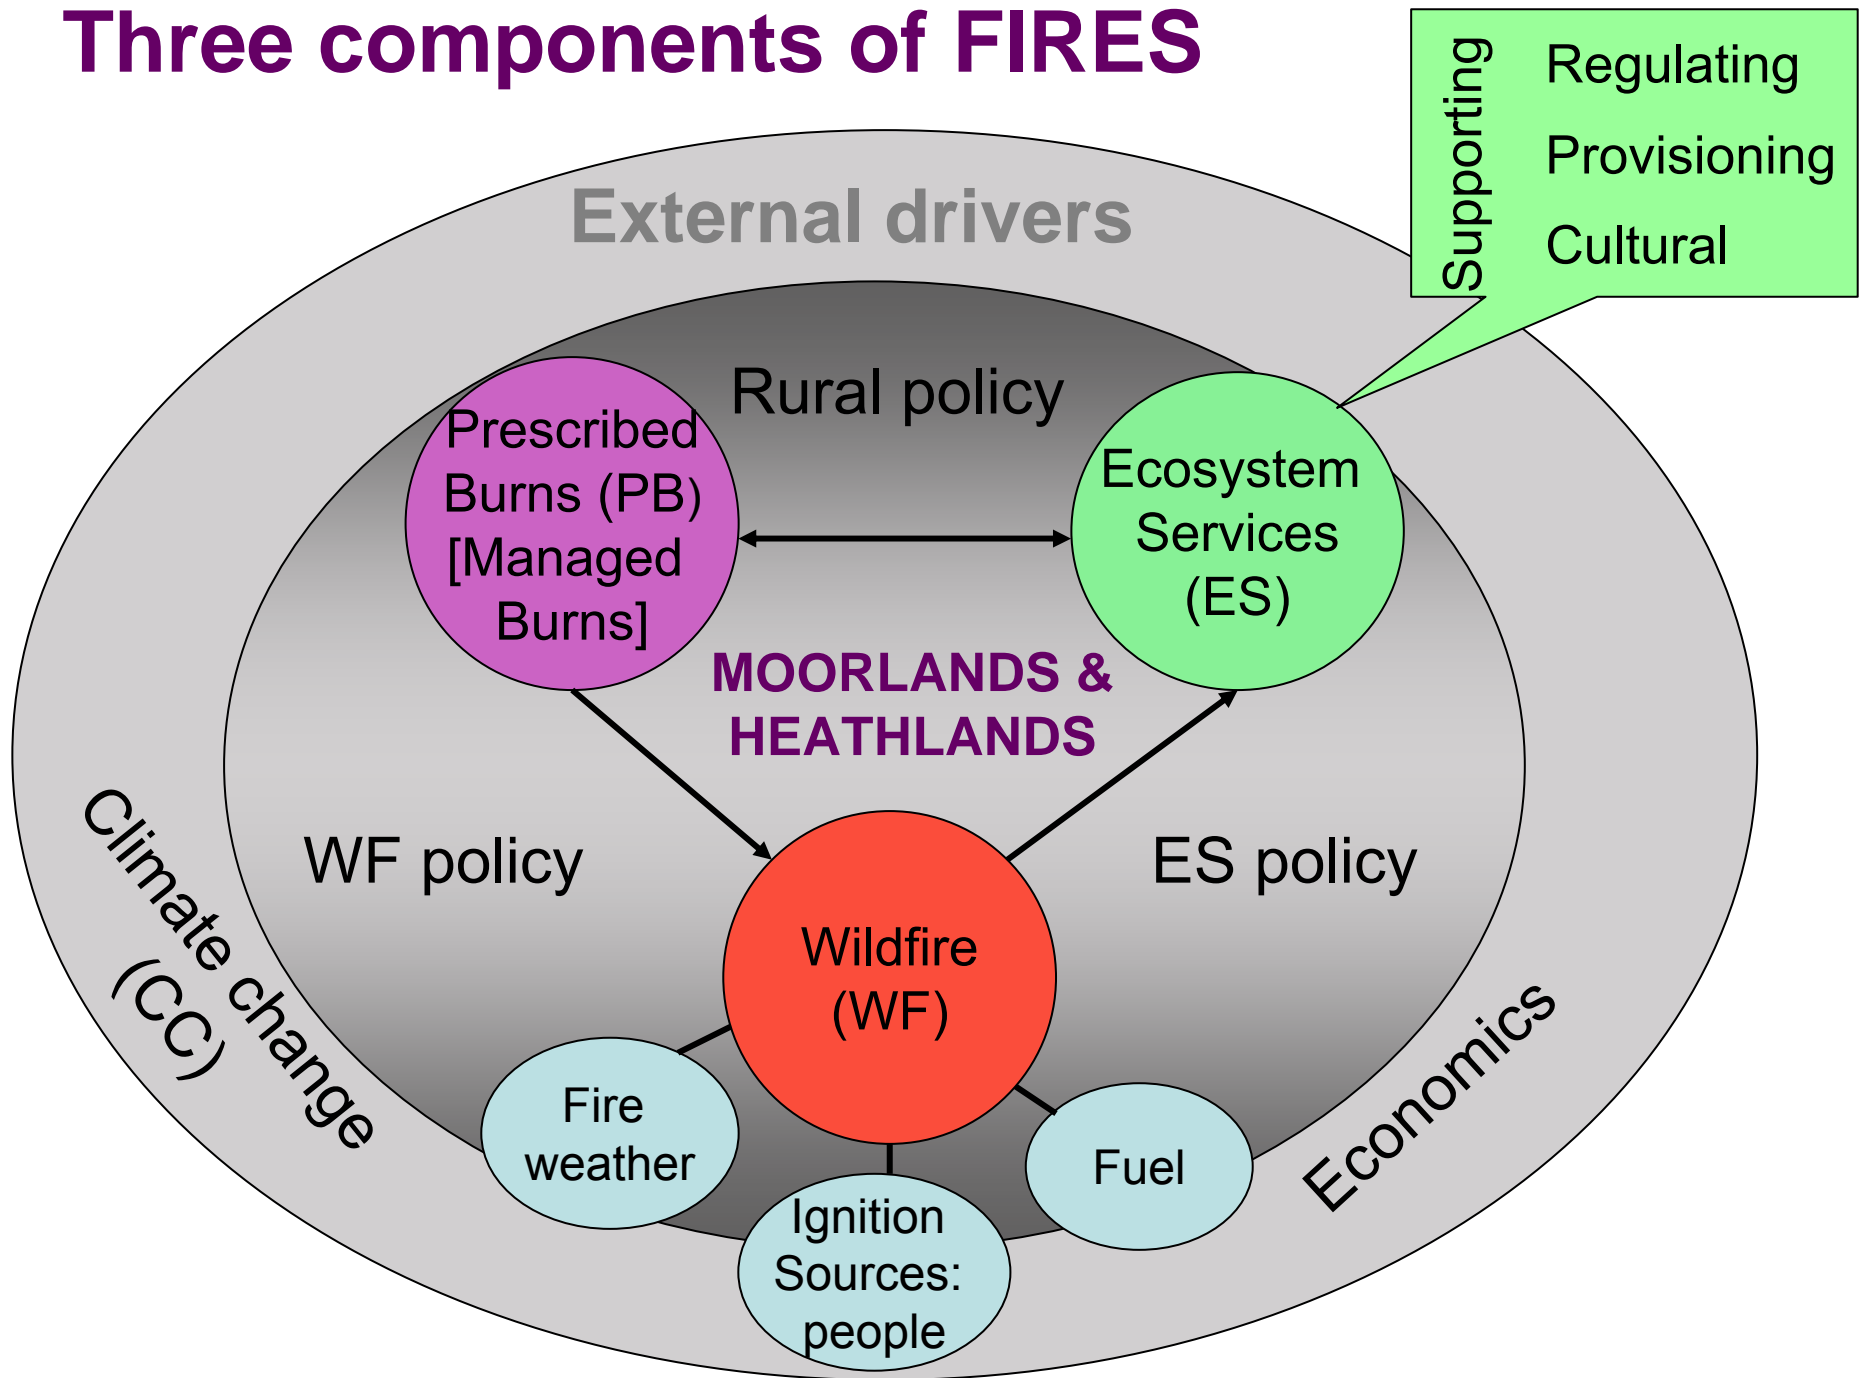 Three components of FIRES
Supporting
Regulating
Provisioning
Cultural
External drivers
Rural policy
Prescribed
Burns (PB)
[Managed
Burns]
Ecosystem
Services
(ES)
MOORLANDS &
HEATHLANDS
WF policy
ES policy
Wildfire
(WF)
Climate change
(CC)
Economics
Fire
weather
Fuel
Ignition
Sources:
people